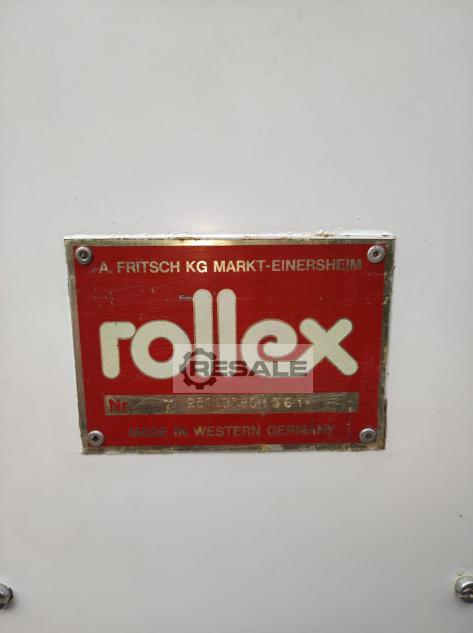 A. FRITSCH KG MARKT-EINERSHEIM
rollex
RESALE
Nr
MADE IN WESTERN GERMANY